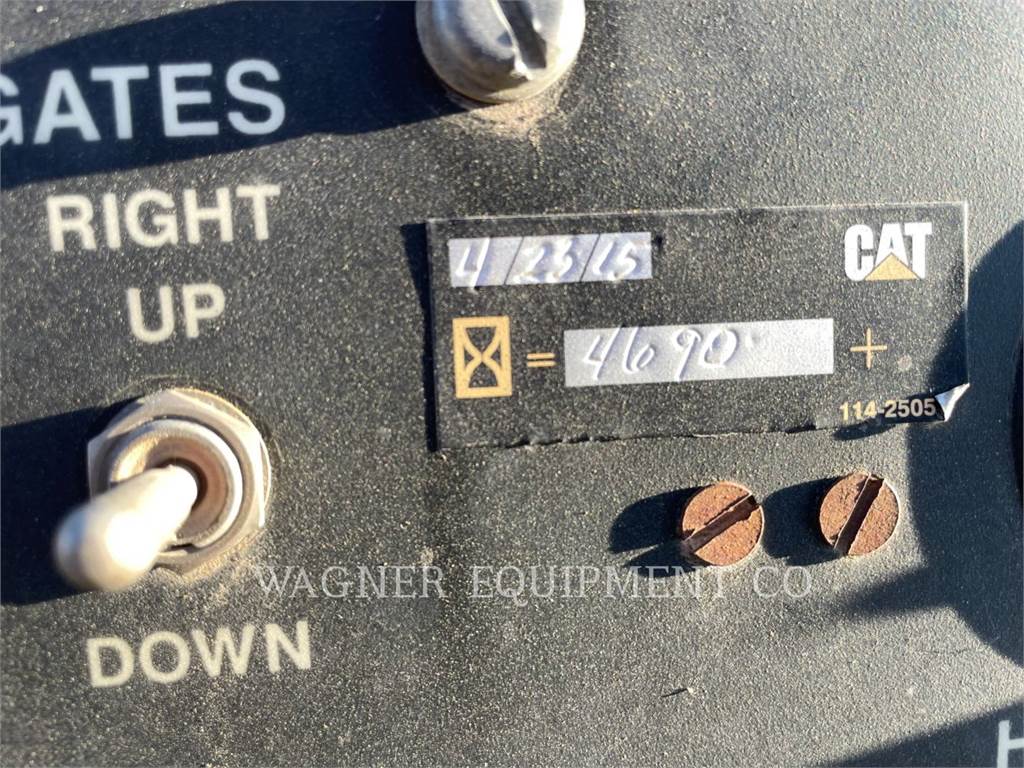 GATES
RIGHT
UP
4/23/15
CAT
= 4690 +
114-2505
WAGNER EQUIPMENT CO
DOWN
H